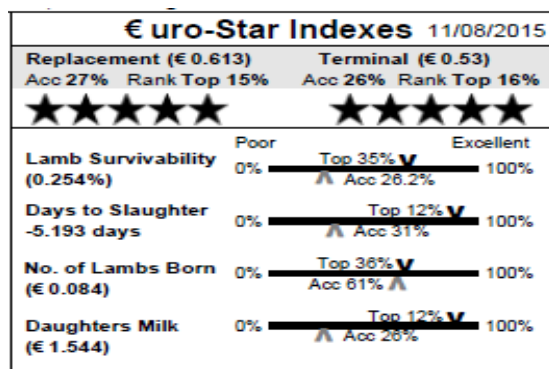 € uro-Star Indexes 11/08/2015
Replacement (€ 0.613) Terminal (€ 0.53)
Acc 27% Rank Top 15% Acc 26% Rank Top 16%
Poor Excellent
Lamb Survivability Top 35%
0% 100%
(0.254%) Acc 26.2%
Days to Slaughter Top 12%
0% 100%
-5.193 days Acc 31%
No. of Lambs Born Top 36%
0% 100%
(€ 0.084) Acc 61%
Daughters Milk Top 12%
0% 100%
(€ 1.544) Acc 26%